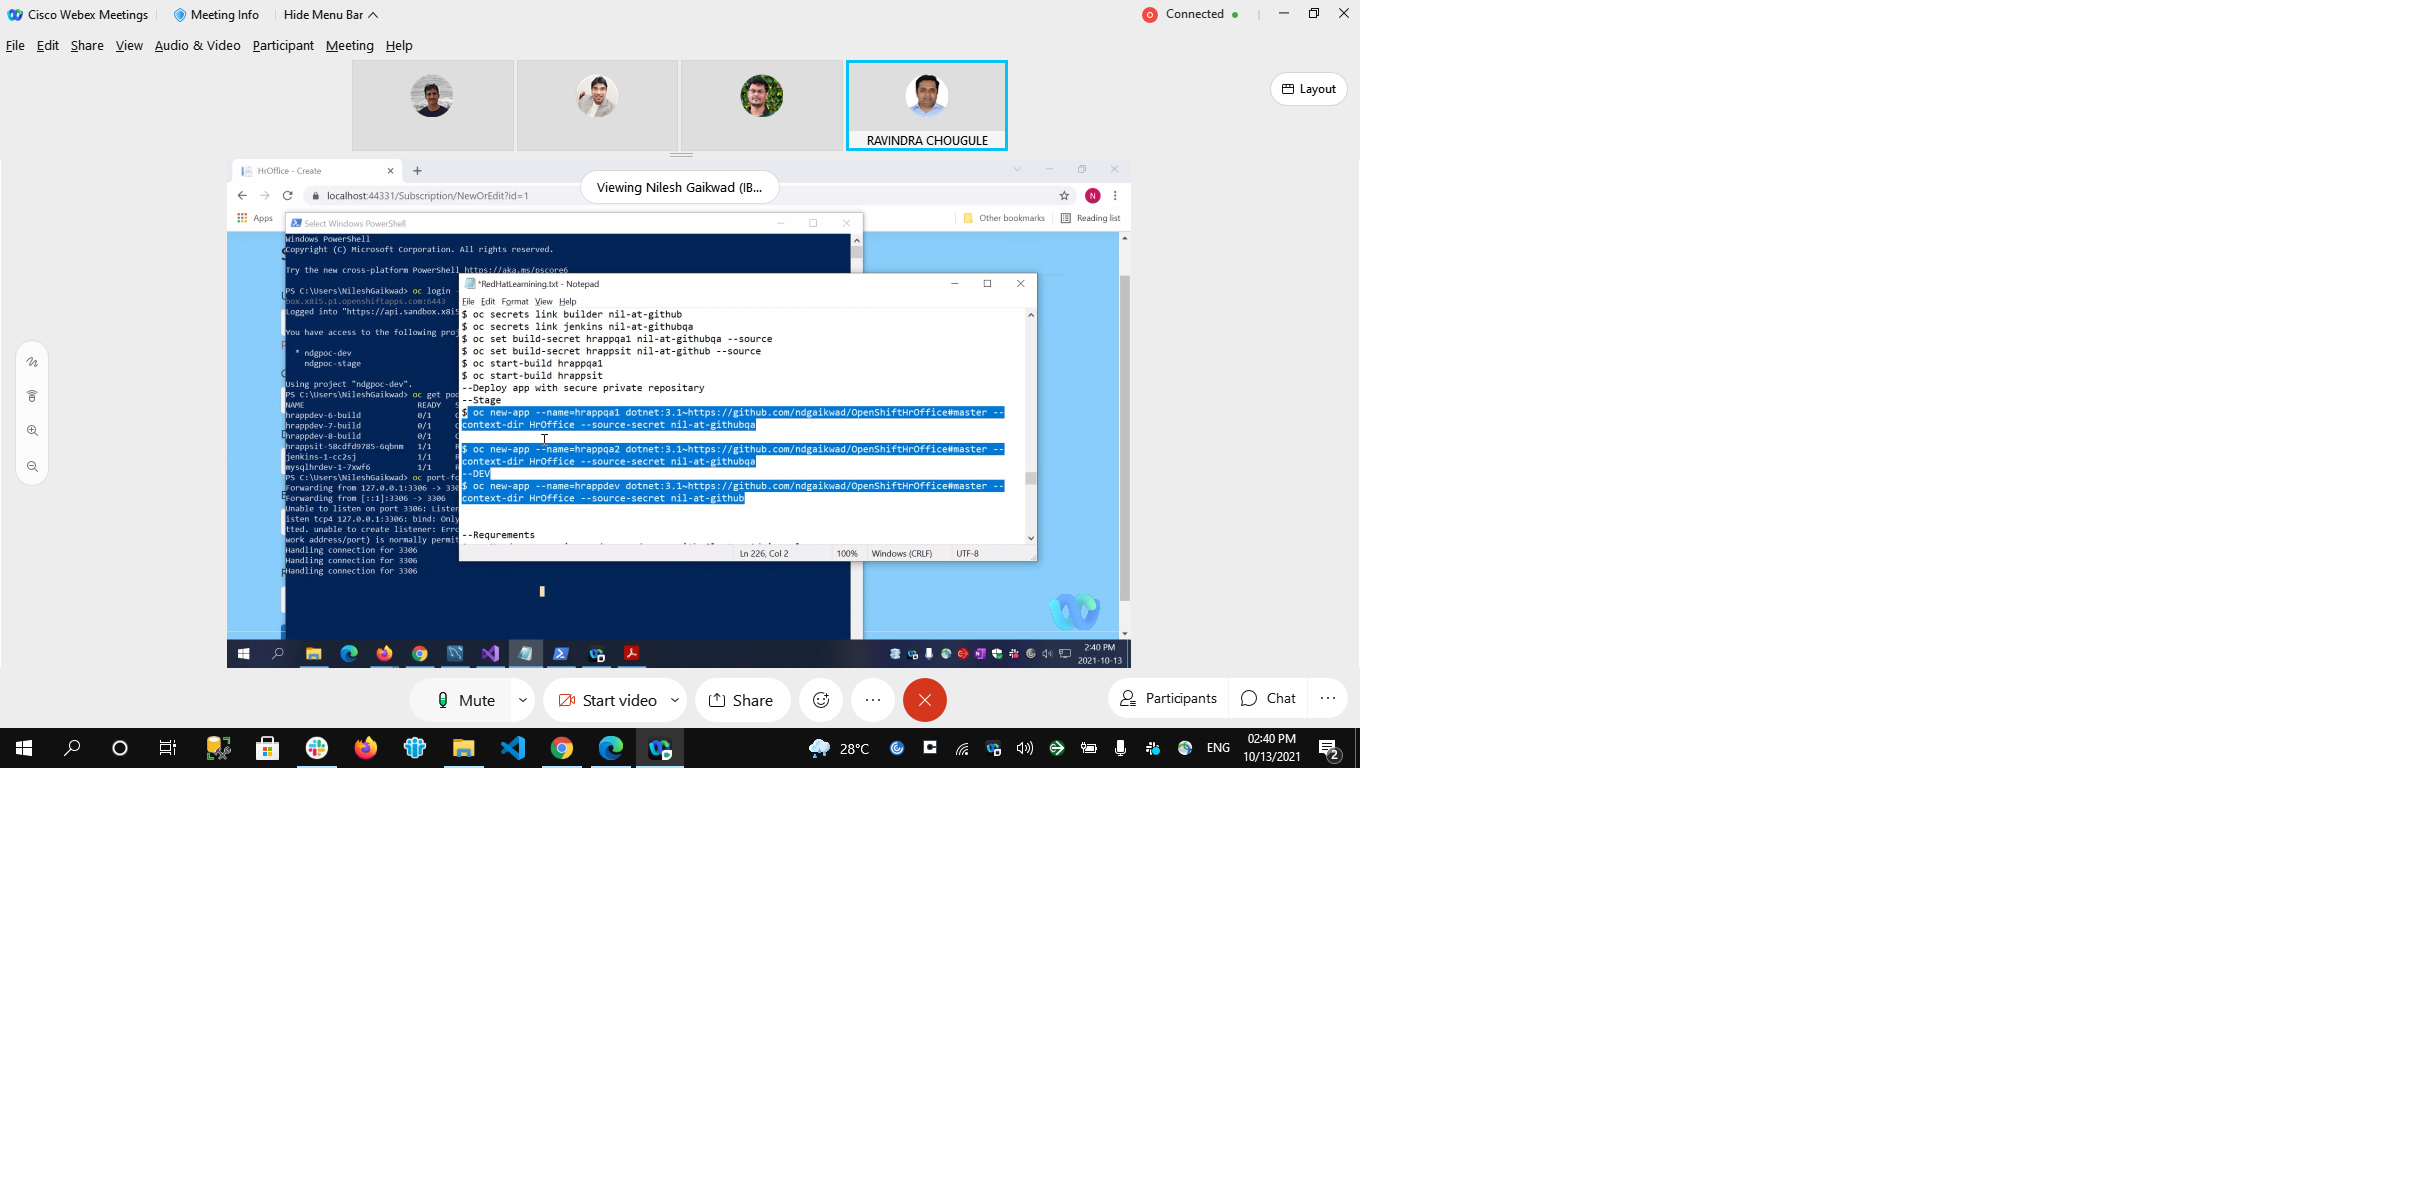 Cisco Webex Meetings
Meeting Info
Hide Menu Bar
Connected
File Edit Share View Audio & Video Participant Meeting Help
Layout
RAVINDRA CHOUGULE
HrOffice - Create
Viewing Nilesh Gaikwad (IB...
localhost:44331/Subscription/NewOrEdit?id=1
N
Apps
Other bookmarks
Reading list
Select Windows PowerShell
Windows PowerShell
Copyright (C) Microsoft Corporation. All rights reserved.
Try the new cross-platform PowerShell https://aka.ms/pscore6
PS C:\Users\NileshGaikwad> oc login
box.x8i5.p1.openshiftapps.com:6443
Logged into "https://api.sandbox.x8i5
You have access to the following proj
* ndgpoc-dev
ndgpoc-stage
Using project "ndgpoc-dev".
PS C:\Users\NileshGaikwad> oc get pod
NAME READY S
hrappdev-6-build 0/1 C
hrappdev-7-build 0/1 C
hrappdev-8-build 0/1 C
hrappsit-58cdfd9785-6qbnm 1/1 R
jenkins-1-cc2sj 1/1 R
mysqlhrdev-1-7xwf6 1/1 R
PS C:\Users\NileshGaikwad> oc port-fo
Forwarding from 127.0.0.1:3306 -> 330
Forwarding from [::1]:3306 -> 3306
Unable to listen on port 3306: Listen
isten tcp4 127.0.0.1:3306: bind: Only
tted. unable to create listener: Erro
work address/port) is normally permit
Handling connection for 3306
Handling connection for 3306
Handling connection for 3306
*RedHatLearnining.txt - Notepad
File Edit Format View Help
$ oc secrets link builder nil-at-github
$ oc secrets link jenkins nil-at-githubqa
$ oc set build-secret hrappqa1 nil-at-githubqa --source
$ oc set build-secret hrappsit nil-at-github --source
$ oc start-build hrappqa1
$ oc start-build hrappsit
--Deploy app with secure private repositary
--Stage
$ oc new-app --name=hrappqa1 dotnet:3.1~https://github.com/ndgaikwad/OpenShiftHrOffice#master --
context-dir HrOffice --source-secret nil-at-githubqa
$ oc new-app --name=hrappqa2 dotnet:3.1~https://github.com/ndgaikwad/OpenShiftHrOffice#master --
context-dir HrOffice --source-secret nil-at-githubqa
--DEV
$ oc new-app --name=hrappdev dotnet:3.1~https://github.com/ndgaikwad/OpenShiftHrOffice#master --
context-dir HrOffice --source-secret nil-at-github
--Requrements
Ln 226, Col 2 100% Windows (CRLF) UTF-8
2:40 PM
2021-10-13
Mute
Start video
Share
Participants
Chat
28°C
ENG
02:40 PM
10/13/2021
2